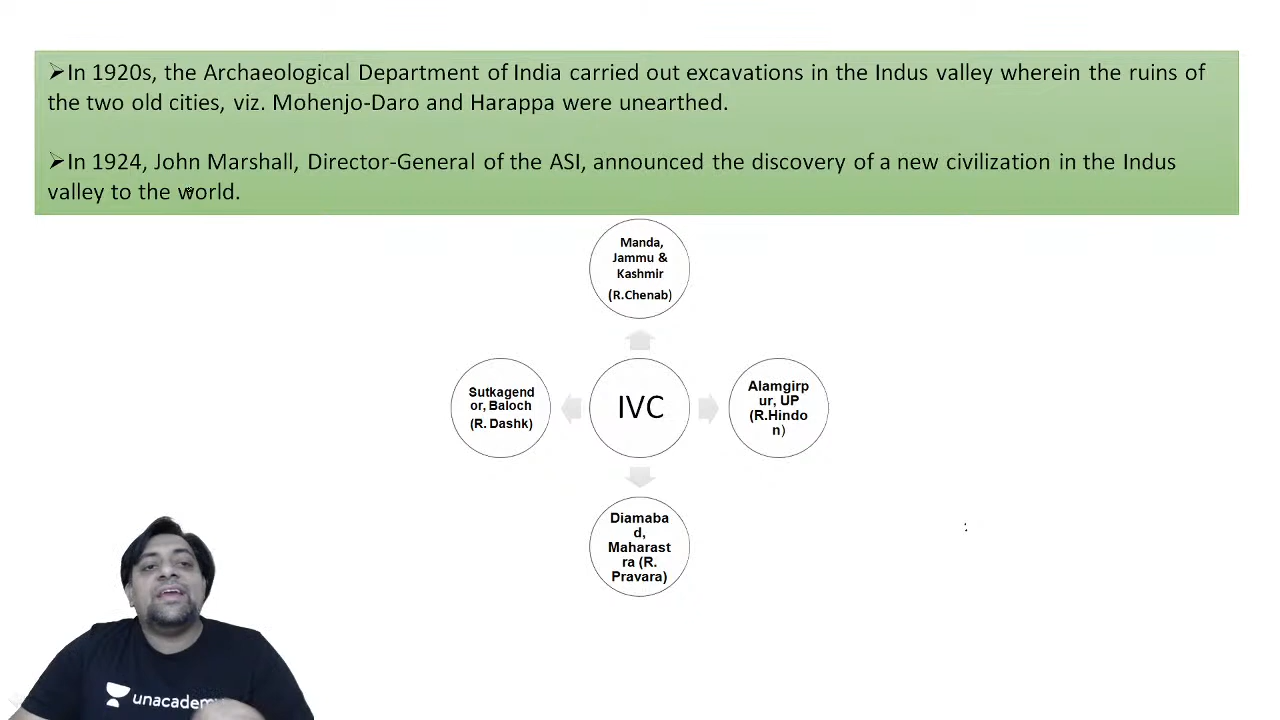 ➢In 1920s, the Archaeological Department of India carried out excavations in the Indus valley wherein the ruins of
the two old cities, viz. Mohenjo-Daro and Harappa were unearthed.
➢In 1924, John Marshall, Director-General of the ASI, announced the discovery of a new civilization in the Indus
valley to the world.
Manda,
Jammu &
Kashmir
(R.Chenab)
Sutkagend
or, Baloch
(R. Dashk)
IVC
Alamgirp
ur, UP
(R.Hindo
n)
Diamaba
d,
Maharast
ra (R.
Pravara)
unacademy